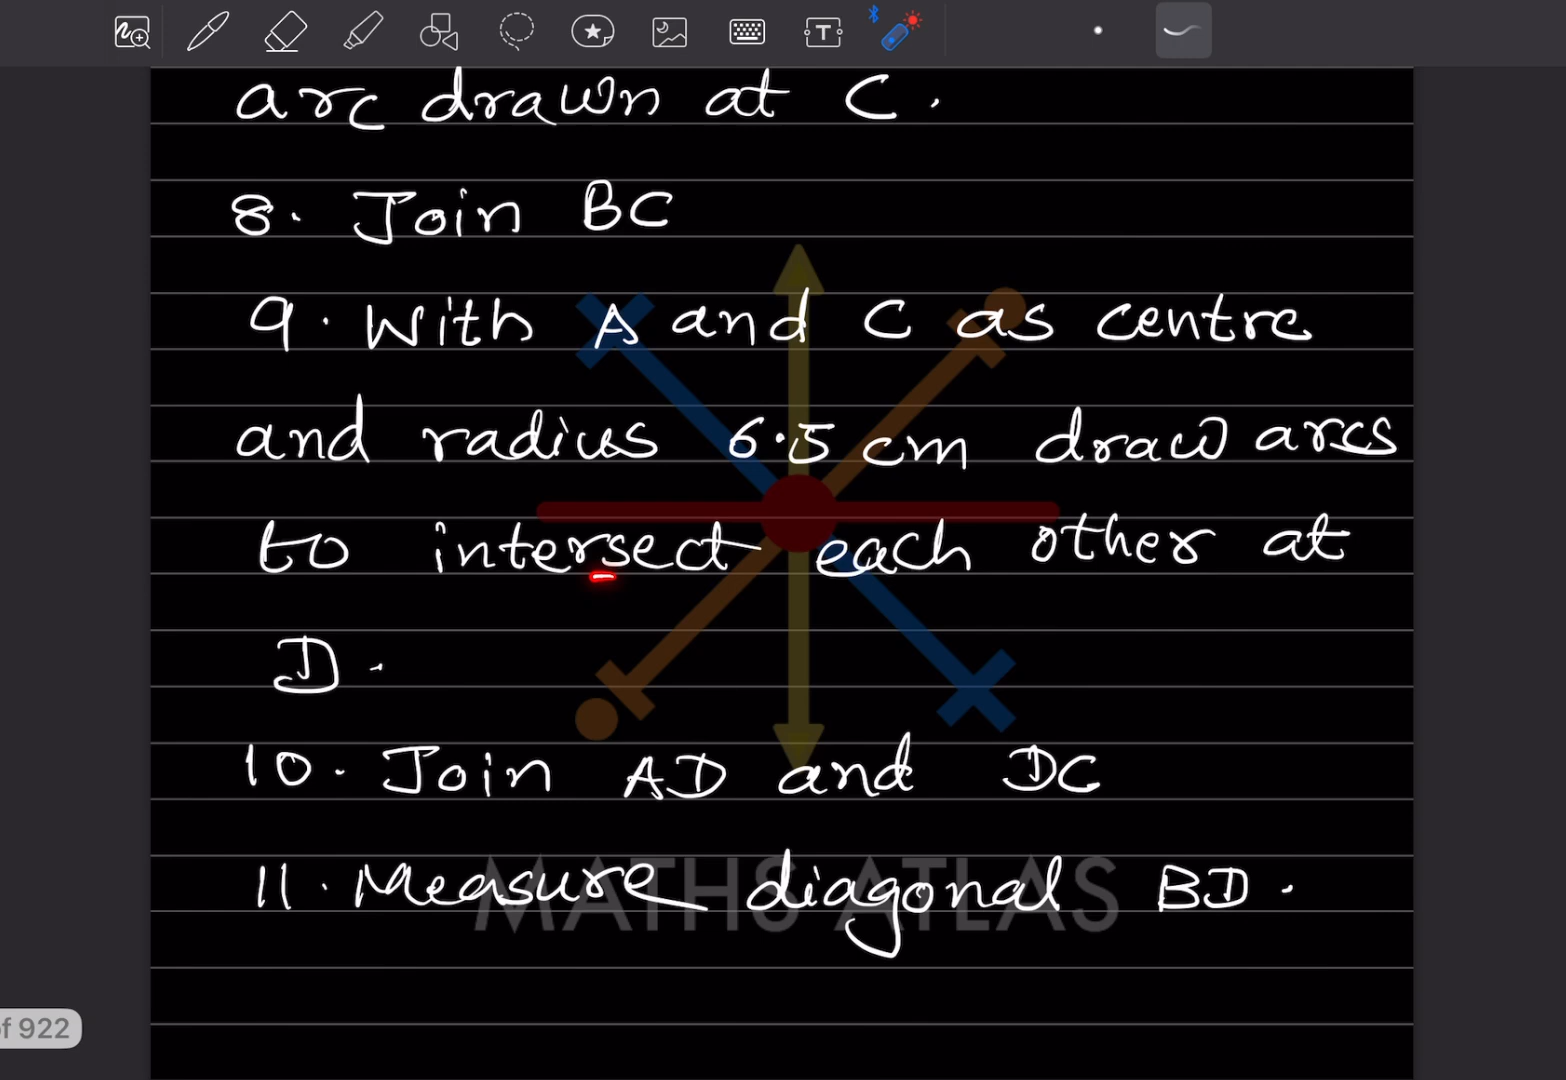 arc drawn at C.
8. Join BC
9. With A and C as centre
and radius 6.5 cm draw arcs
to intersect each other at
D.
10. Join AD and DC
MATHS ATLAS
11. Measure diagonal BD.
of 922